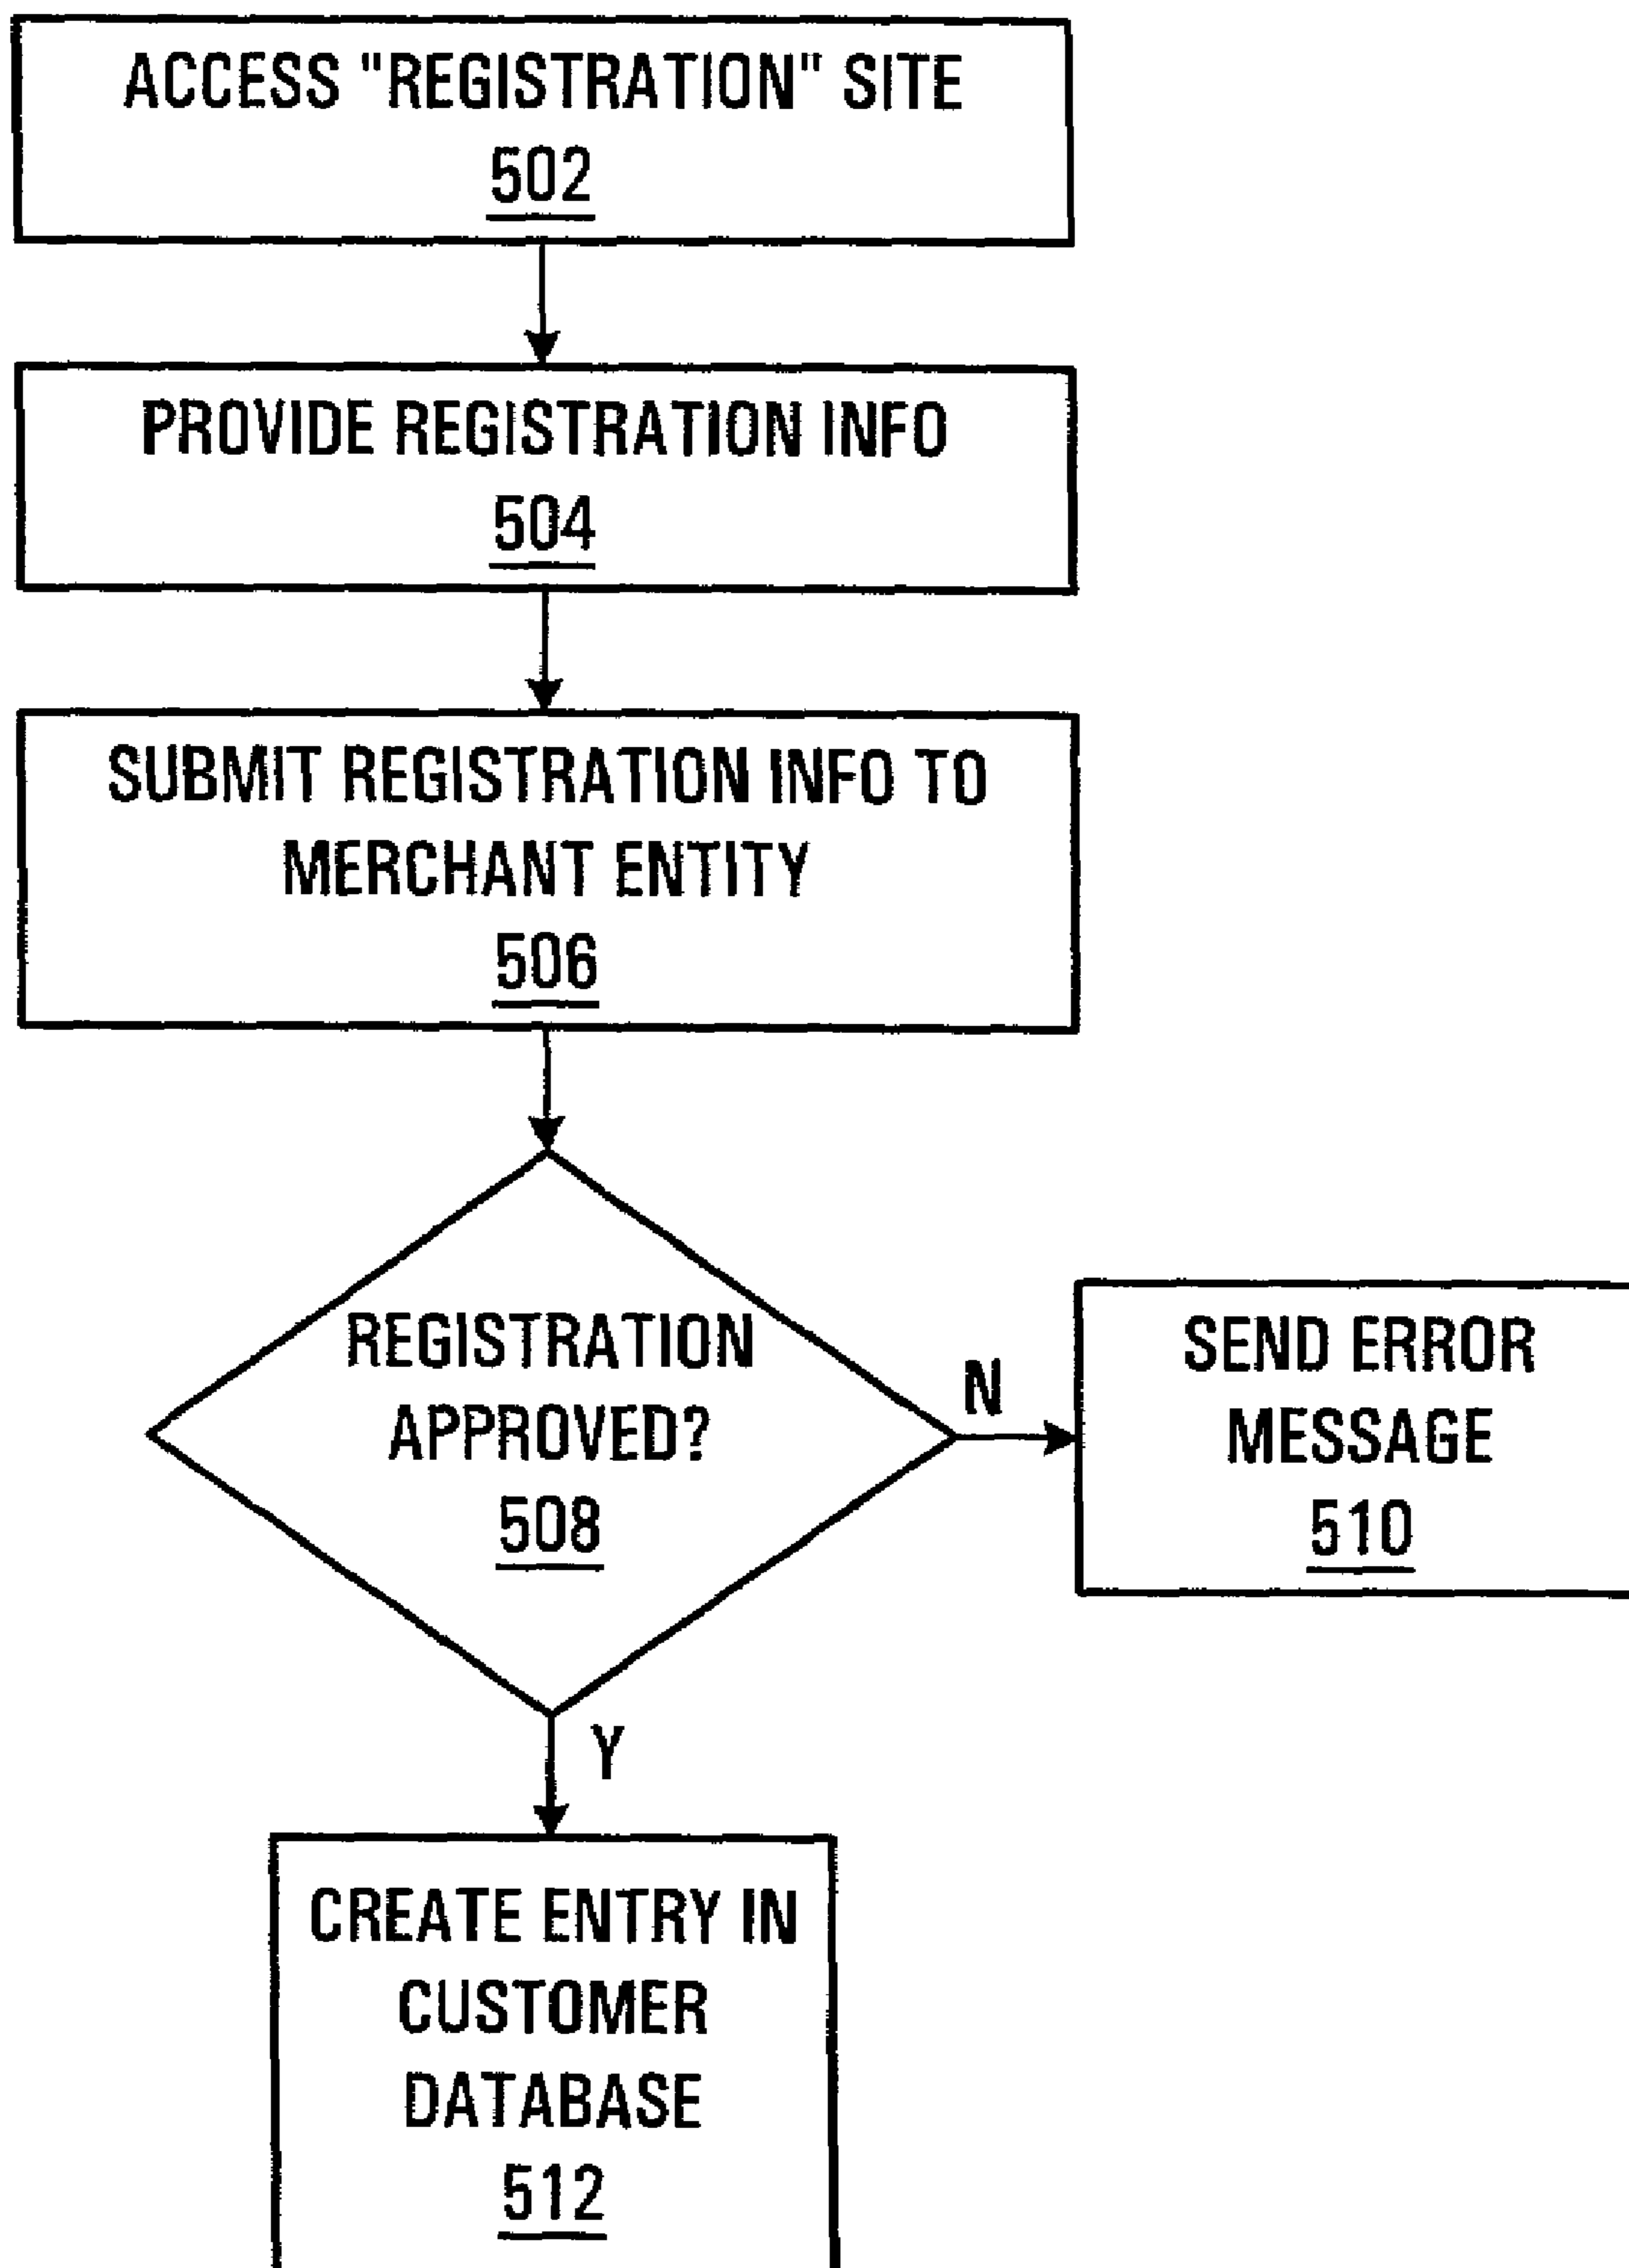 ACCESS "REGISTRATION" SITE
502
PROVIDE REGISTRATION INFO
504
SUBMIT REGISTRATION INFO TO
MERCHANT ENTITY
506
REGISTRATION
APPROVED?
508
N
SEND ERROR
MESSAGE
510
Y
CREATE ENTRY IN
CUSTOMER
DATABASE
512